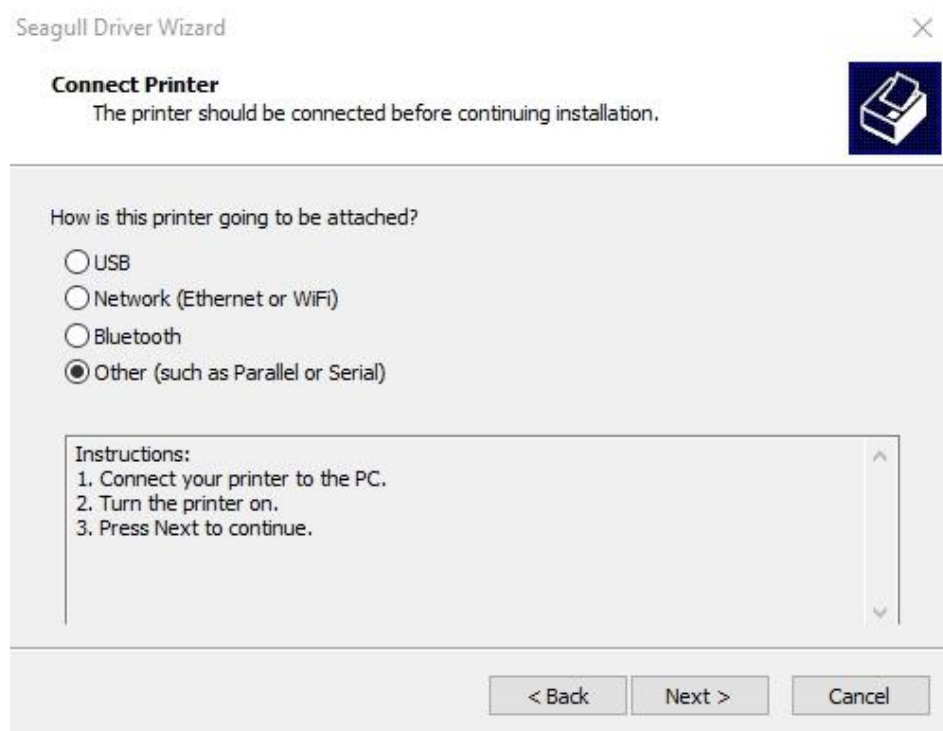 Seagull Driver Wizard
Connect Printer
The printer should be connected before continuing installation.
How is this printer going to be attached?
USB
Network (Ethernet or WiFi)
Bluetooth
Other (such as Parallel or Serial)
Instructions:
1. Connect your printer to the PC.
2. Turn the printer on.
3. Press Next to continue.
< Back Next > Cancel